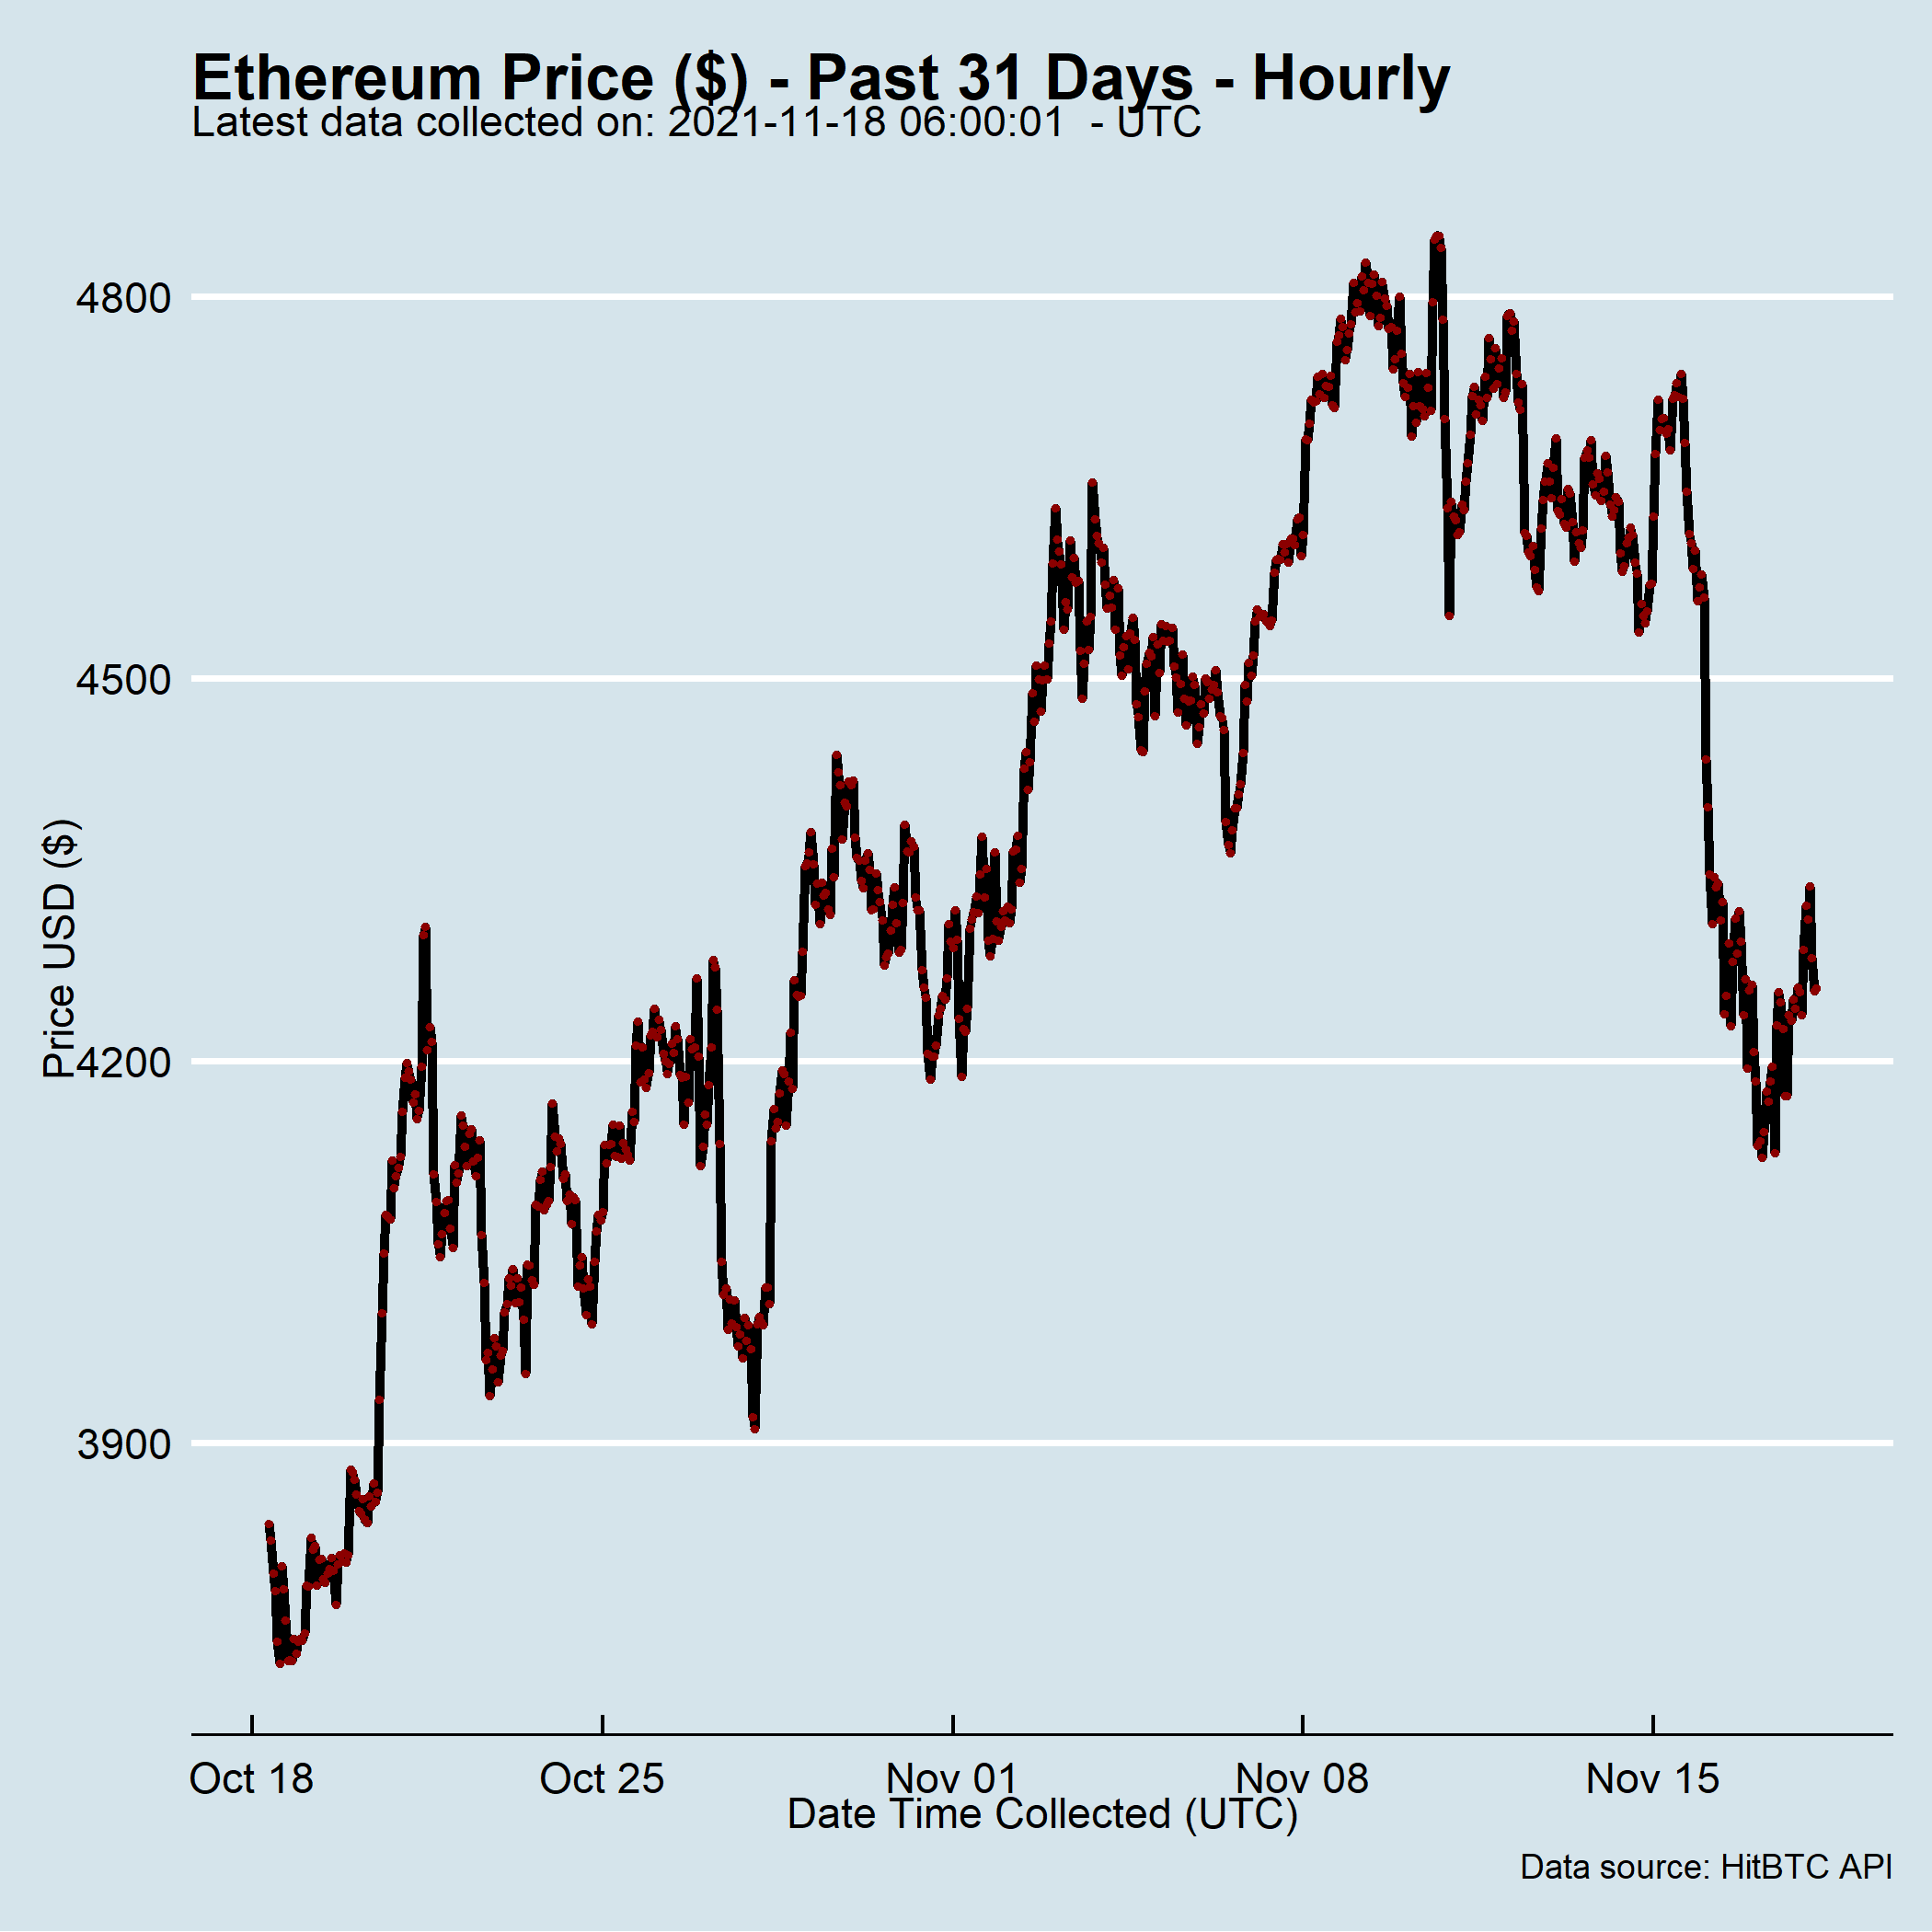 Ethereum Price ($) - Past 31 Days - Hourly
Latest data collected on: 2021-11-18 06:00:01  - UTC
Price USD ($)
4800
4500
4200
3900
Oct 18
Oct 25
Nov 01
Nov 08
Nov 15
Date Time Collected (UTC)
Data source: HitBTC API